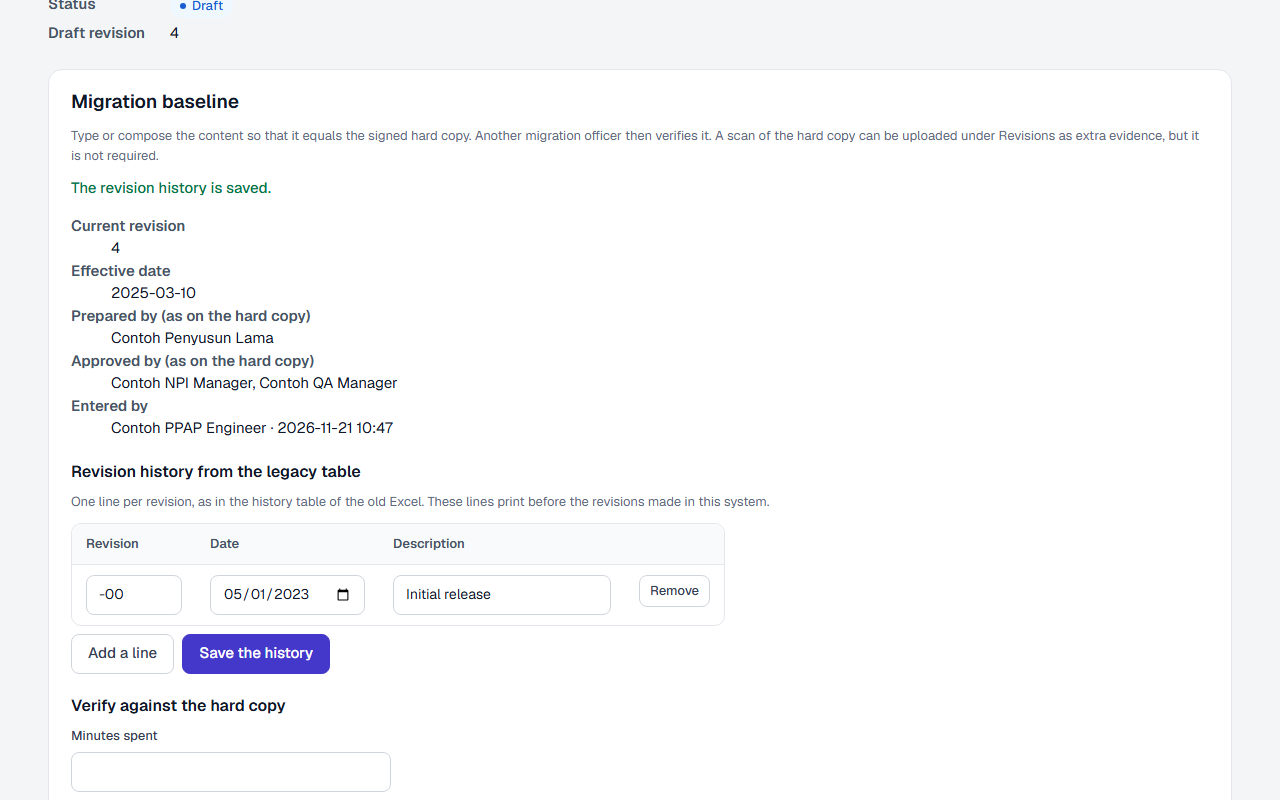 Status
Draft
Draft revision 4
Migration baseline
Type or compose the content so that it equals the signed hard copy. Another migration officer then verifies it. A scan of the hard copy can be uploaded under Revisions as extra evidence, but it
is not required.
The revision history is saved.
Current revision
4
Effective date
2025-03-10
Prepared by (as on the hard copy)
Contoh Penyusun Lama
Approved by (as on the hard copy)
Contoh NPI Manager, Contoh QA Manager
Entered by
Contoh PPAP Engineer · 2026-11-21 10:47
Revision history from the legacy table
One line per revision, as in the history table of the old Excel. These lines print before the revisions made in this system.
Revision Date Description
-00 05/01/2023 Initial release Remove
Add a line Save the history
Verify against the hard copy
Minutes spent